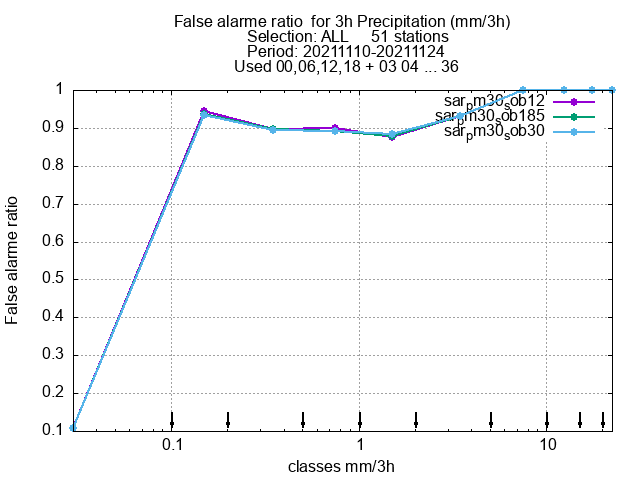 False alarme ratio  for 3h Precipitation (mm/3h)
Selection: ALL     51 stations
Period: 20211110-20211124
Used 00,06,12,18 + 03 04 ... 36
sar_pm30_sob12
sar_pm30_sob185
sar_pm30_sob30
1
0.9
0.8
0.7
0.6
0.5
0.4
0.3
0.2
0.1
False alarme ratio
0.1
1
10
classes mm/3h